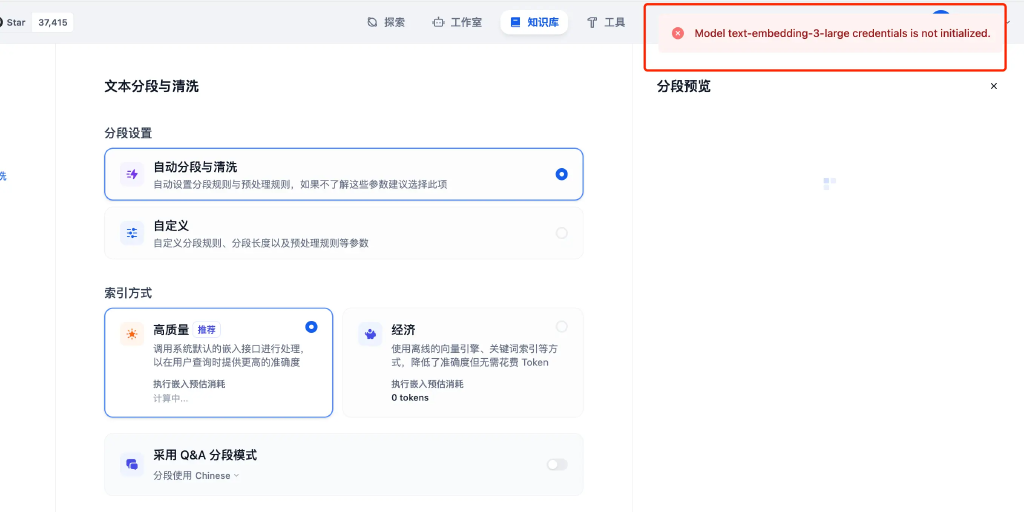 Star 37,415
探索
工作室
知识库
工具
Model text-embedding-3-large credentials is not initialized.
洗
文本分段与清洗
分段设置
自动分段与清洗
自动设置分段规则与预处理规则，如果不了解这些参数建议选择此项
自定义
自定义分段规则、分段长度以及预处理规则等参数
索引方式
高质量 推荐
调用系统默认的嵌入接口进行处理，
以在用户查询时提供更高的准确度
执行嵌入预估消耗
计算中...
经济
使用离线的向量引擎、关键词索引等方
式，降低了准确度但无需花费 Token
执行嵌入预估消耗
0 tokens
采用 Q&A 分段模式
分段使用 Chinese
分段预览